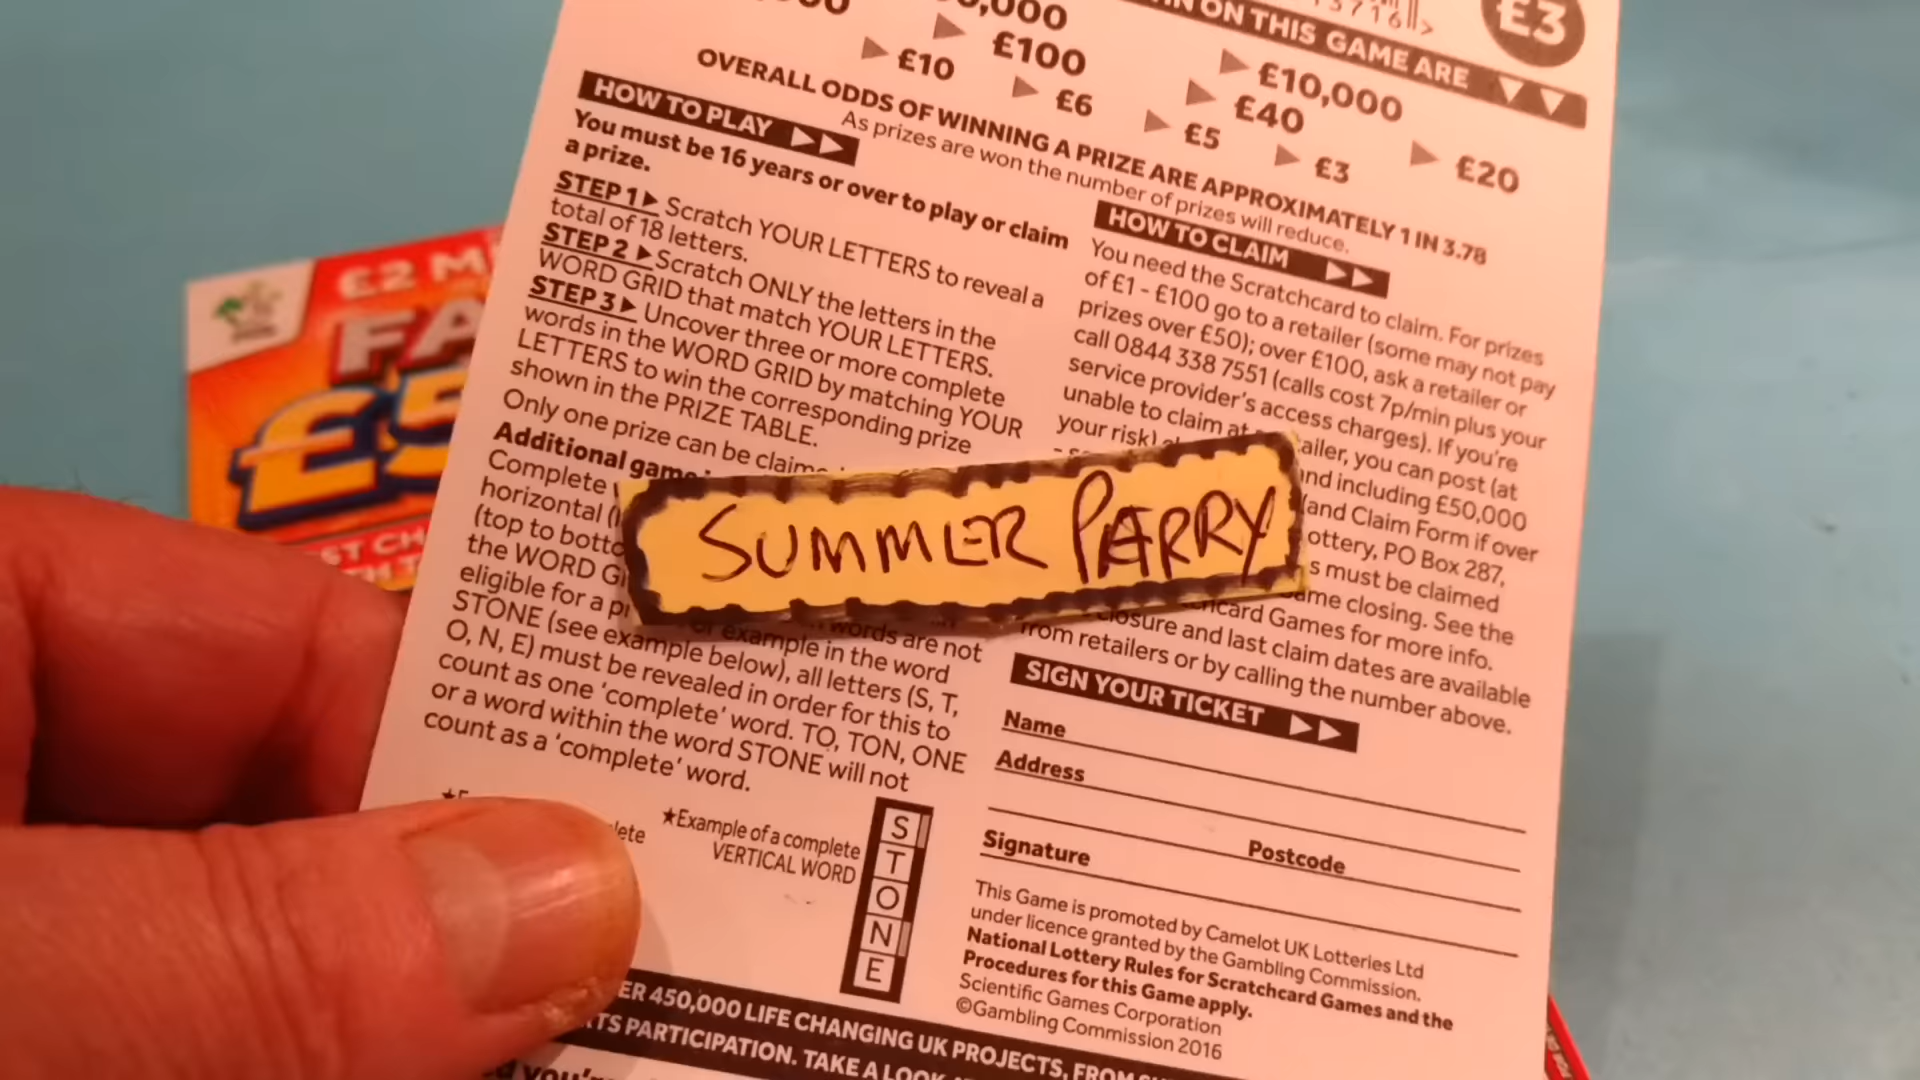 £3
IN ON THIS GAME ARE
£100
£10,000
£10
£6
£40
£5
£3
£20
OVERALL ODDS OF WINNING A PRIZE ARE APPROXIMATELY 1 IN 3.78
As prizes are won the number of prizes will reduce.
HOW TO PLAY
You must be 16 years or over to play or claim
a prize.
STEP 1 Scratch YOUR LETTERS to reveal a
total of 18 letters.
STEP 2 Scratch ONLY the letters in the
WORD GRID that match YOUR LETTERS.
STEP 3 Uncover three or more complete
words in the WORD GRID by matching YOUR
LETTERS to win the corresponding prize
shown in the PRIZE TABLE.
Only one prize can be
Additional game
Complete
horizontal
(top to
the WORD
eligible for a words are not
or example in the word
STONE (see example below), all letters (S, T,
O, N, E) must be revealed in order for this to
count as one 'complete' word. TO, TON, ONE
or a word within the word STONE will not
count as a 'complete' word.
★Example of a complete
VERTICAL WORD
S
T
O
N
E
HOW TO CLAIM
You need the Scratchcard to claim. For prizes
of £1 - £100 go to a retailer (some may not pay
prizes over £50); over £100, ask a retailer or
call 0844 338 7551 (calls cost 7p/min plus your
service provider's access charges). If you're
unable to claim at you can post (at
your risk) and including £50,000
and Claim Form if over
PO Box 287,
must be claimed
closing. See the
Games for more info.
closure and last claim dates are available
from retailers or by calling the number above.
SUMMER PARRY
SIGN YOUR TICKET
Name
Address
Postcode
Signature
This Game is promoted by Camelot UK Lotteries Ltd
under licence granted by the Gambling Commission.
National Lottery Rules for Scratchcard Games and the
Procedures for this Game apply.
Scientific Games Corporation
©Gambling Commission 2016
450,000 LIFE CHANGING UK PROJECTS, FROM
PARTICIPATION. TAKE A LOOK
£2